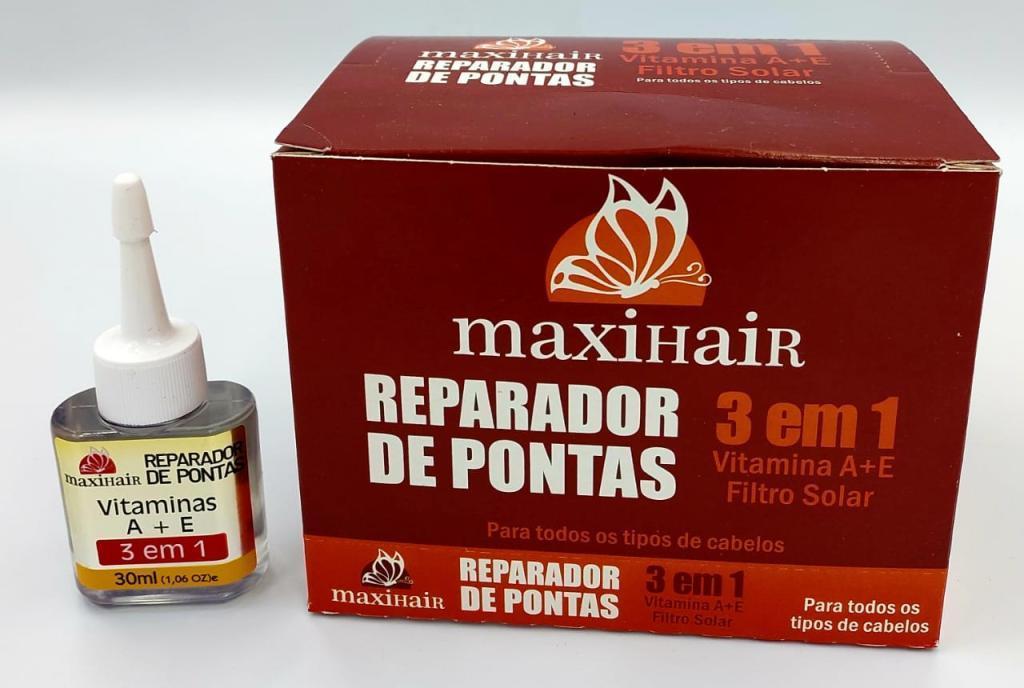 maxiHaiR
REPARADOR
DE PONTAS
3 em 1
Vitamina A+E
Filtro Solar
Para todos os tipos de cabelos
maxiHaiR
REPARADOR
DE PONTAS
3 em 1
Vitamina A+E
Filtro Solar
Para todos os tipos de cabelos
maxiHaiR
REPARADOR
DE PONTAS
3 em 1
Vitamina A+E
Filtro Solar
Para todos os
tipos de cabelos
maxiHaiR
REPARADOR
DE PONTAS
Vitaminas
A + E
3 em 1
30ml (1,06 OZ)e